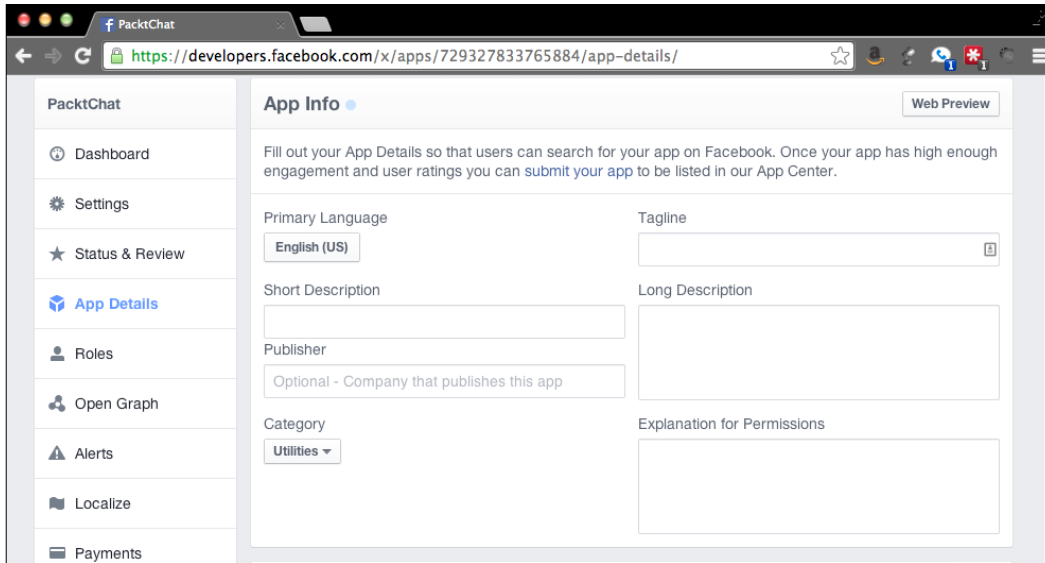 PacktChat
https://developers.facebook.com/x/apps/729327833765884/app-details/
1
1
PacktChat
Dashboard
Settings
Status & Review
App Details
Roles
Open Graph
Alerts
Localize
Payments
App Info
Web Preview
Fill out your App Details so that users can search for your app on Facebook. Once your app has high enough
engagement and user ratings you can submit your app to be listed in our App Center.
Primary Language
English (US)
Tagline
Short Description
Long Description
Publisher
Optional - Company that publishes this app
Category
Utilities
Explanation for Permissions